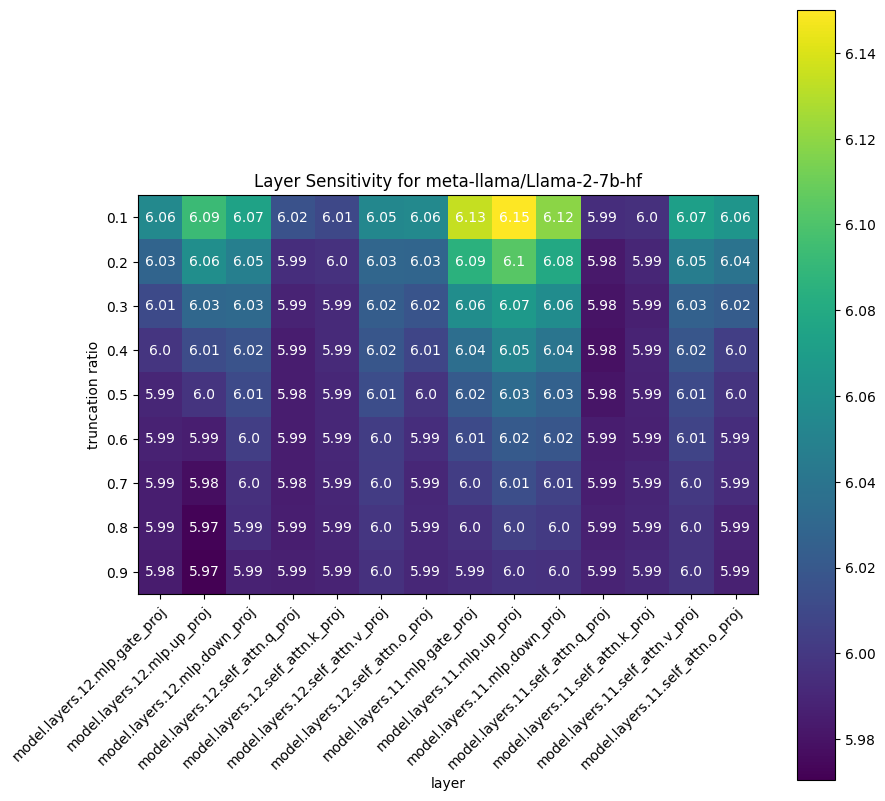 Layer Sensitivity for meta-llama/Llama-2-7b-hf
0.1 6.06 6.09 6.07 6.02 6.01 6.05 6.06 6.13 6.15 6.12 5.99 6.0 6.07 6.06
0.2 6.03 6.06 6.05 5.99 6.0 6.03 6.03 6.09 6.1 6.08 5.98 5.99 6.05 6.04
0.3 6.01 6.03 6.03 5.99 5.99 6.02 6.02 6.06 6.07 6.06 5.98 5.99 6.03 6.02
0.4 6.0 6.01 6.02 5.99 5.99 6.02 6.01 6.04 6.05 6.04 5.98 5.99 6.02 6.0
0.5 5.99 6.0 6.01 5.98 5.99 6.01 6.0 6.02 6.03 6.03 5.98 5.99 6.01 6.0
0.6 5.99 5.99 6.0 5.99 5.99 6.0 5.99 6.01 6.02 6.02 5.99 5.99 6.01 5.99
0.7 5.99 5.98 6.0 5.98 5.99 6.0 5.99 6.0 6.01 6.01 5.99 5.99 6.0 5.99
0.8 5.99 5.97 5.99 5.99 5.99 6.0 5.99 6.0 6.0 6.0 5.99 5.99 6.0 5.99
0.9 5.98 5.97 5.99 5.99 5.99 6.0 5.99 5.99 6.0 6.0 5.99 5.99 6.0 5.99
truncation ratio
model.layers.12.mlp.gate_proj
model.layers.12.mlp.up_proj
model.layers.12.mlp.down_proj
model.layers.12.self_attn.q_proj
model.layers.12.self_attn.k_proj
model.layers.12.self_attn.v_proj
model.layers.12.self_attn.o_proj
model.layers.11.mlp.gate_proj
model.layers.11.mlp.up_proj
model.layers.11.mlp.down_proj
model.layers.11.self_attn.q_proj
model.layers.11.self_attn.k_proj
model.layers.11.self_attn.v_proj
model.layers.11.self_attn.o_proj
layer
6.14
6.12
6.10
6.08
6.06
6.04
6.02
6.00
5.98